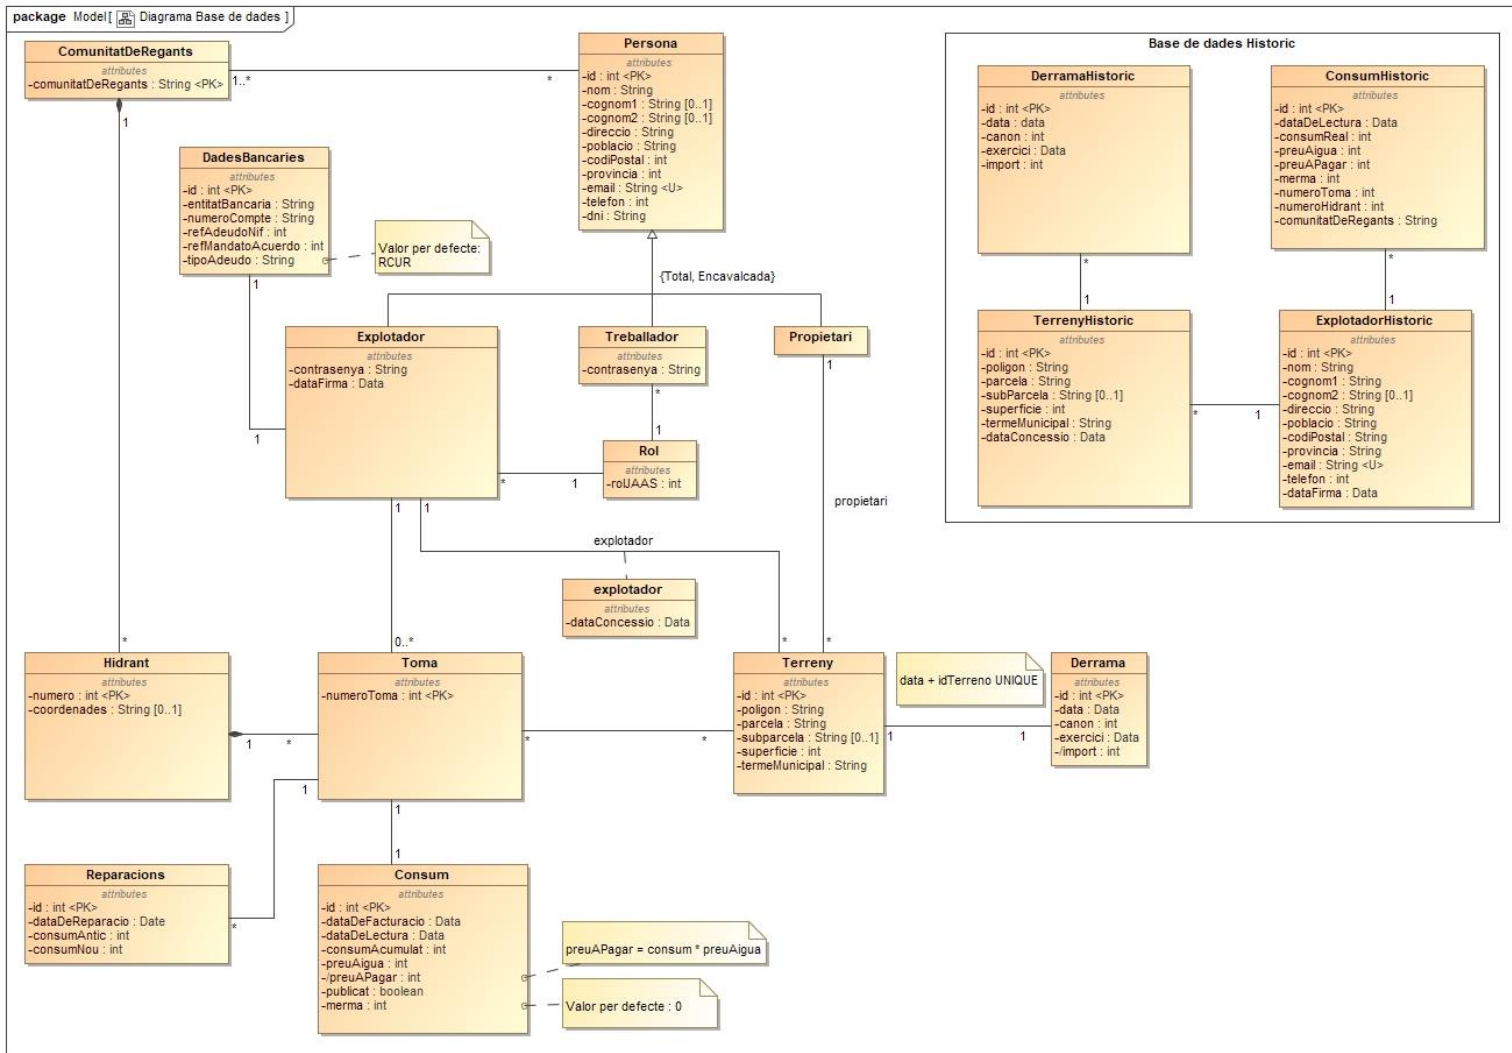 package Model[ Diagrama Base de dades ]
ComunitatDeRegants
attributes
-comunitatDeRegants : String <PK>
1..*
*
1
Persona
attributes
-id : int <PK>
-nom : String
-cognom1 : String [0..1]
-cognom2 : String [0..1]
-direccio : String
-poblacio : String
-codiPostal : int
-provincia : int
-email : String <U>
-telefon : int
-dni : String
DadesBancaries
attributes
-id : int <PK>
-entitatBancaria : String
-numeroCompte : String
-refAdeudoNif : int
-refMandatoAcuerdo : int
-tipoAdeudo : String
1
Valor per defecte:
RCUR
{Total, Encavalcada}
Explotador
attributes
-contrasenya : String
-dataFirma : Data
1
*
1
1
1
Treballador
attributes
-contrasenya : String
*
1
Rol
attributes
-rolJAAS : int
Propietari
1
propietari
explotador
explotador
attributes
-dataConcessio : Data
*
0..*
*
*
Hidrant
attributes
-numero : int <PK>
-coordenades : String [0..1]
1
*
Toma
attributes
-numeroToma : int <PK>
1
1
*
*
Terreny
attributes
-id : int <PK>
-poligon : String
-parcela : String
-subparcela : String [0..1]
-superficie : int
-termeMunicipal : String
data + idTerreno UNIQUE
1
1
Derrama
attributes
-id : int <PK>
-data : Data
-canon : int
-exercici : Data
-/import : int
Reparacions
attributes
-id : int <PK>
-dataDeReparacio : Date
-consumAntic : int
-consumNou : int
*
1
Consum
attributes
-id : int <PK>
-dataDeFacturacio : Data
-dataDeLectura : Data
-consumAcumulat : int
-preuAigua : int
-/preuAPagar : int
-publicat : boolean
-merma : int
preuAPagar = consum * preuAigua
Valor per defecte : 0
Base de dades Historic
DerramaHistoric
attributes
-id : int <PK>
-data : data
-canon : int
-exercici : Data
-import : int
*
1
ConsumHistoric
attributes
-id : int <PK>
-dataDeLectura : Data
-consumReal : int
-preuAigua : int
-preuAPagar : int
-merma : int
-numeroToma : int
-numeroHidrant : int
-comunitatDeRegants : String
*
1
TerrenyHistoric
attributes
-id : int <PK>
-poligon : String
-parcela : String
-subParcela : String [0..1]
-superficie : int
-termeMunicipal : String
-dataConcessio : Data
*
1
ExplotadorHistoric
attributes
-id : int <PK>
-nom : String
-cognom1 : String
-cognom2 : String [0..1]
-direccio : String
-poblacio : String
-codiPostal : String
-provincia : String
-email : String <U>
-telefon : int
-dataFirma : Data